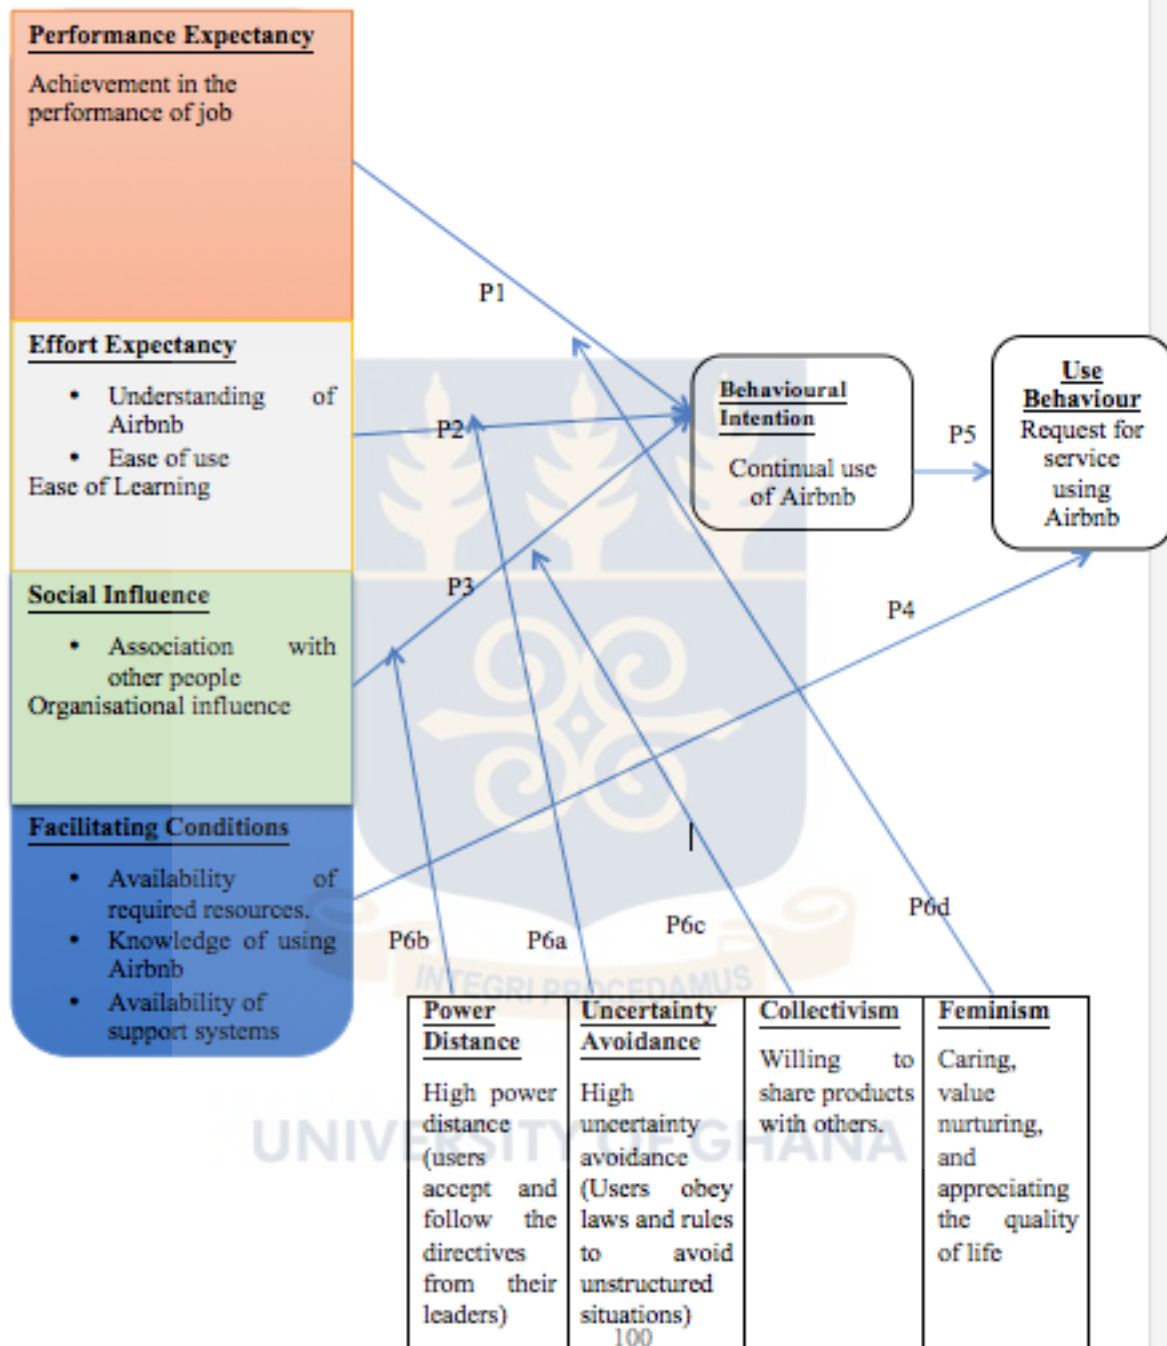 Performance Expectancy
Achievement in the
performance of job
P1
Effort Expectancy
• Understanding of
Airbnb
• Ease of use
Ease of Learning
P2
Behavioural
Intention
Continual use
of Airbnb
P5
Use
Behaviour
Request for
service
using
Airbnb
Social Influence
• Association with
other people
Organisational influence
P3
P4
Facilitating Conditions
• Availability of
required resources.
• Knowledge of using
Airbnb
• Availability of
support systems
P6b
P6a
P6c
P6d
INTEGRI PROCEDAMUS
Power
Distance
High power
distance
(users
accept and
follow the
directives
from their
leaders)
Uncertainty
Avoidance
High
uncertainty
avoidance
(Users obey
laws and rules
to avoid
unstructured
situations)
Collectivism
Willing to
share products
with others.
Feminism
Caring,
value
nurturing,
and
appreciating
the quality
of life
UNIVERSITY OF GHANA
100